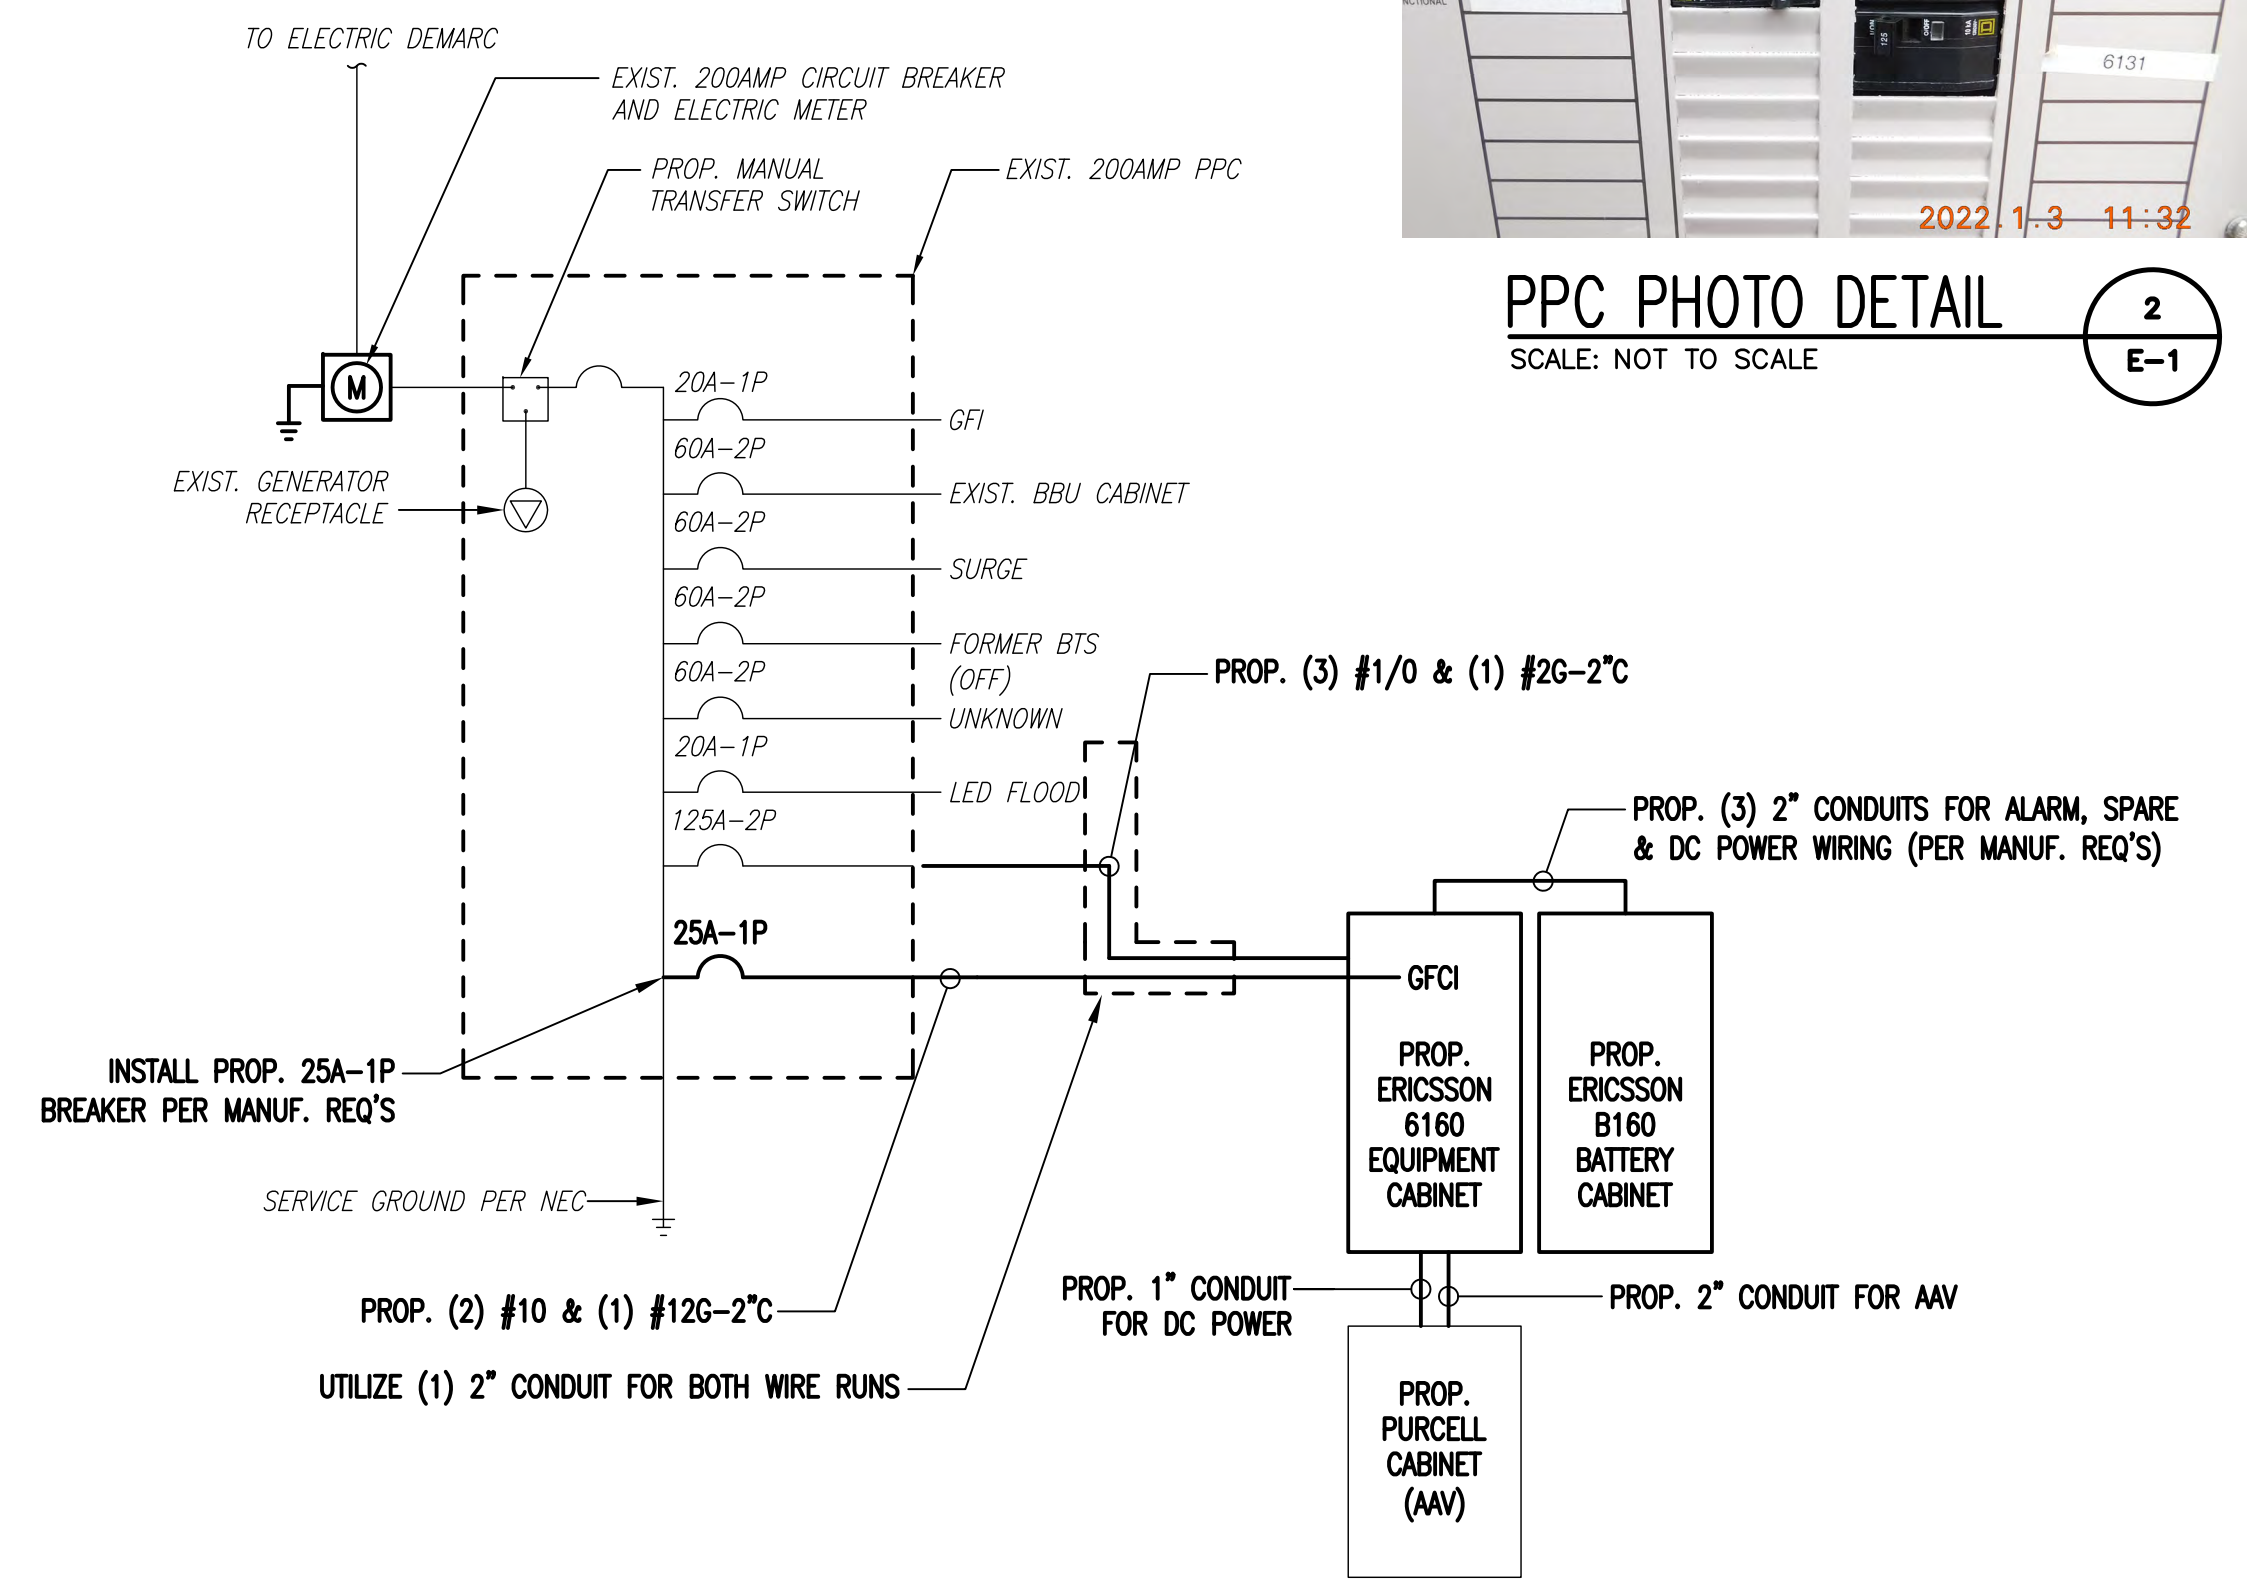 TO ELECTRIC DEMARC
EXIST. 200AMP CIRCUIT BREAKER
AND ELECTRIC METER
PROP. MANUAL
TRANSFER SWITCH
EXIST. 200AMP PPC
125
ON
O/OFF
10 kA
6131
2022.1.3 11:32
PPC PHOTO DETAIL
SCALE: NOT TO SCALE
2
E-1
M
EXIST. GENERATOR
RECEPTACLE
20A-1P
GFI
60A-2P
EXIST. BBU CABINET
60A-2P
SURGE
60A-2P
FORMER BTS
(OFF)
60A-2P
UNKNOWN
20A-1P
LED FLOOD
125A-2P
25A-1P
PROP. (3) #1/0 & (1) #2G-2"C
PROP. (3) 2" CONDUITS FOR ALARM, SPARE
& DC POWER WIRING (PER MANUF. REQ'S)
GFCI
PROP.
ERICSSON
6160
EQUIPMENT
CABINET
PROP.
ERICSSON
B160
BATTERY
CABINET
INSTALL PROP. 25A-1P
BREAKER PER MANUF. REQ'S
SERVICE GROUND PER NEC
PROP. (2) #10 & (1) #12G-2"C
UTILIZE (1) 2" CONDUIT FOR BOTH WIRE RUNS
PROP. 1" CONDUIT
FOR DC POWER
PROP. 2" CONDUIT FOR AAV
PROP.
PURCELL
CABINET
(AAV)